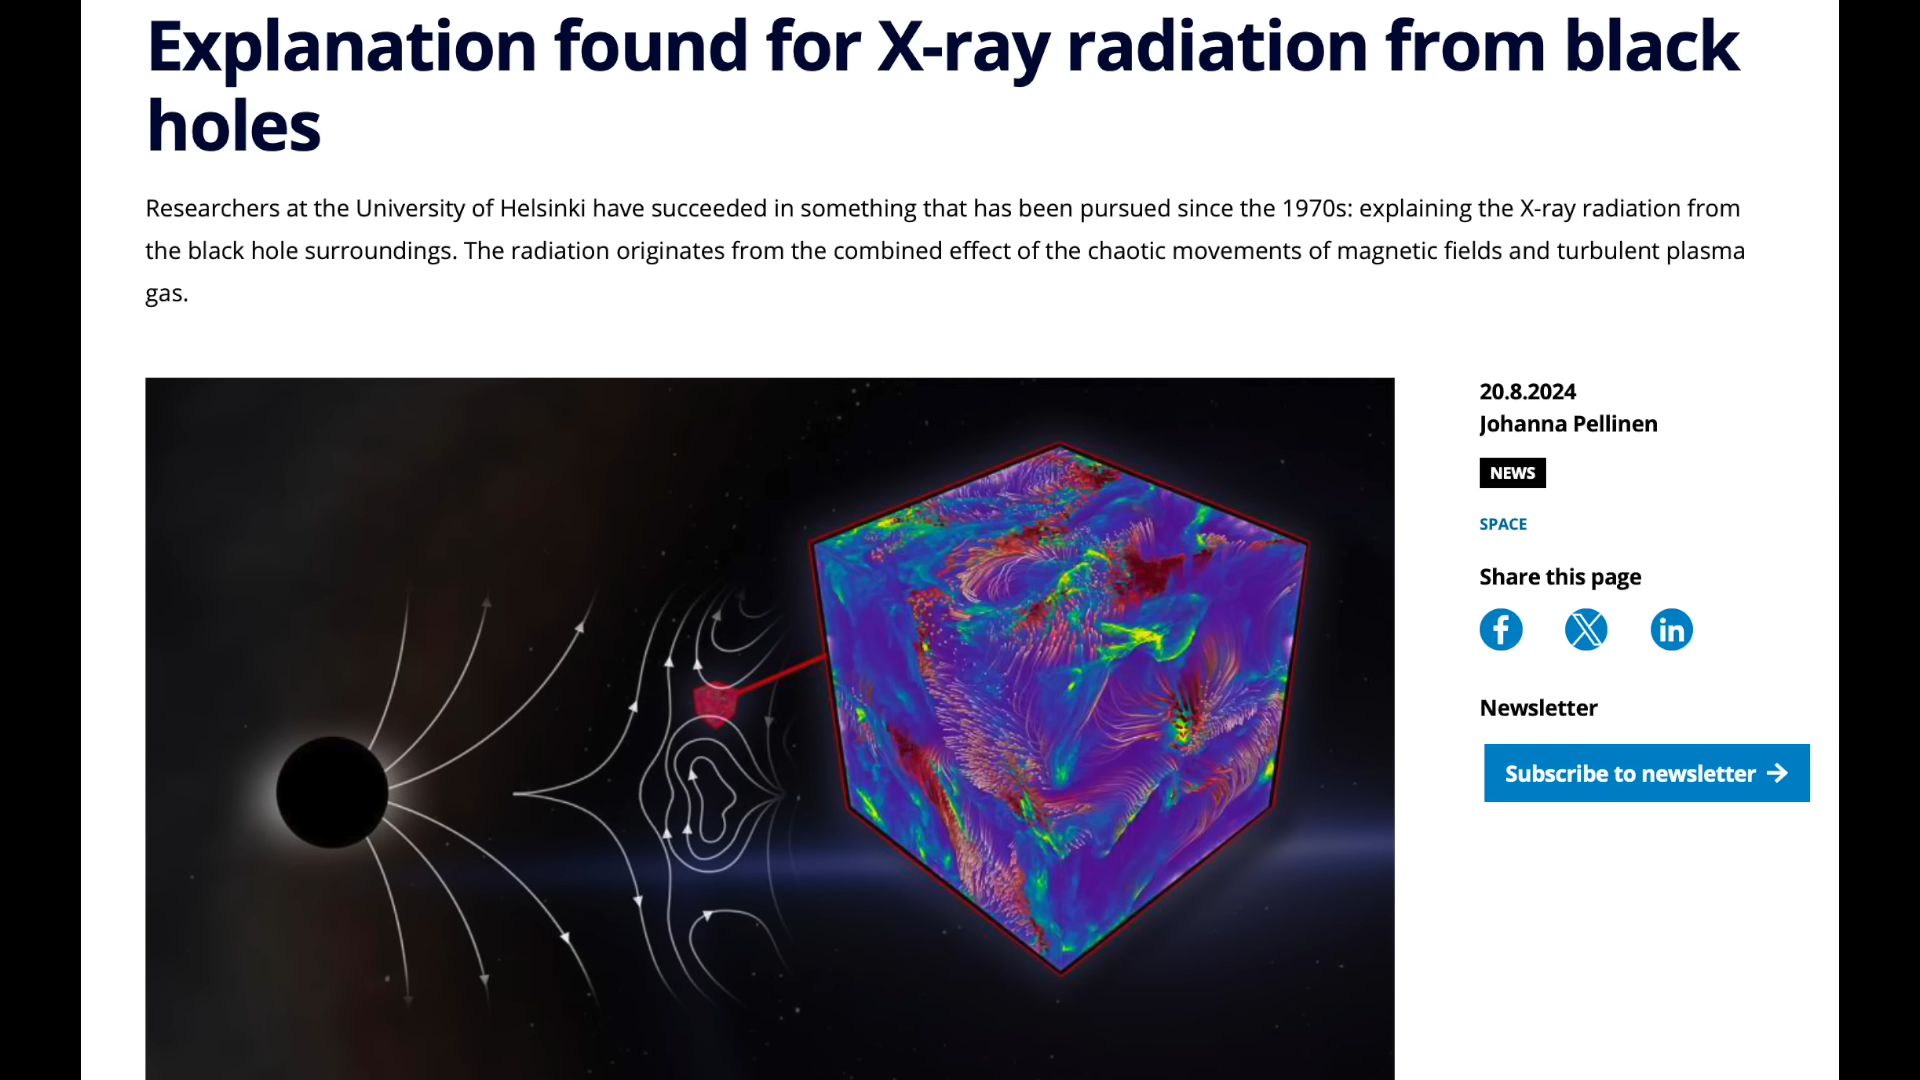 Explanation found for X-ray radiation from black
holes
Researchers at the University of Helsinki have succeeded in something that has been pursued since the 1970s: explaining the X-ray radiation from
the black hole surroundings. The radiation originates from the combined effect of the chaotic movements of magnetic fields and turbulent plasma
gas.
20.8.2024
Johanna Pellinen
NEWS
SPACE
Share this page
Newsletter
Subscribe to newsletter